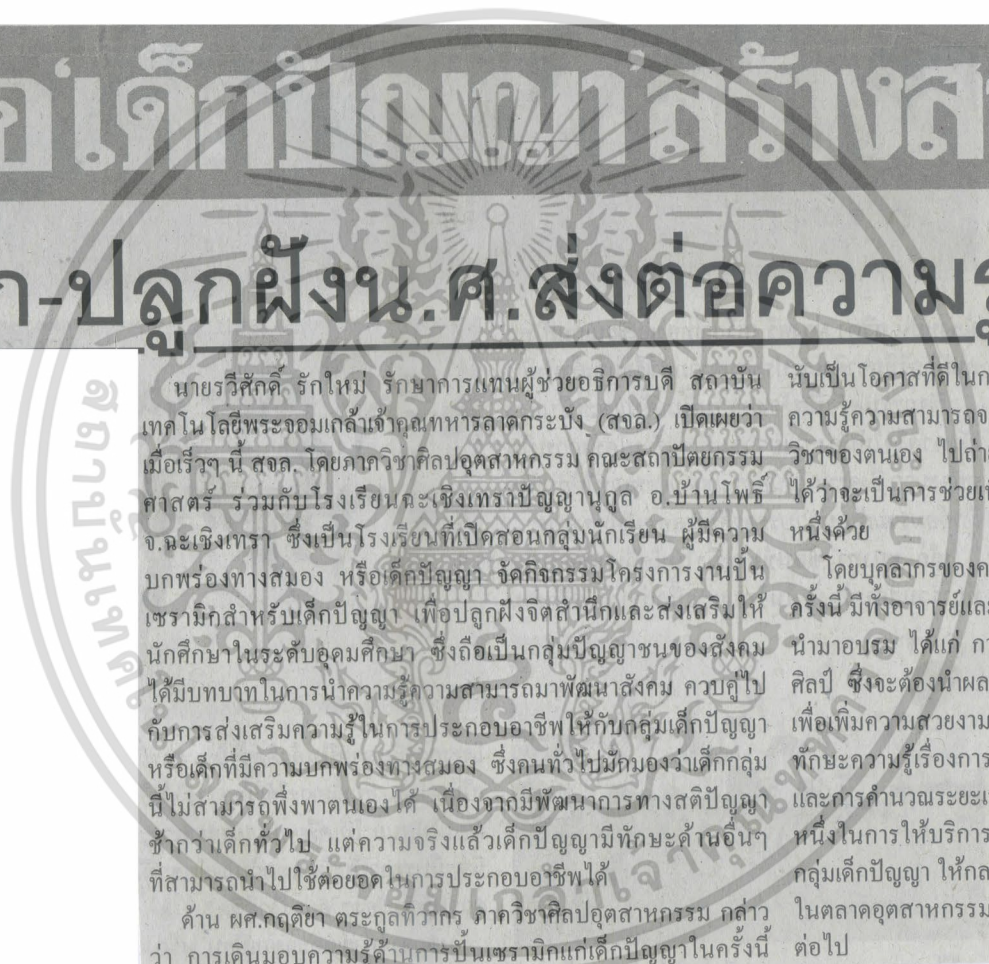 อ'เด็กปัญญา'สร้างส
ก-ปลูกฝังน.ศ.ส่งต่อความรู
นายรวีศักดิ์ รักใหม่ รักษาการแทนผู้ช่วยอธิการบดี สถาบัน
เทคโนโลยีพระจอมเกล้าเจ้าคุณทหารลาดกระบัง (สจล.) เปิดเผยว่า
เมื่อเร็วๆ นี้ สจล. โดยภาควิชาศิลปอุตสาหกรรม คณะสถาปัตยกรรม
ศาสตร์ ร่วมกับโรงเรียนฉะเชิงเทราปัญญานุกูล อ.บ้านโพธิ์
จ.ฉะเชิงเทรา ซึ่งเป็นโรงเรียนที่เปิดสอนกลุ่มนักเรียน ผู้มีความ
บกพร่องทางสมอง หรือเด็กปัญญา จัดกิจกรรมโครงการงานปั้น
เซรามิกสำหรับเด็กปัญญา เพื่อปลูกฝังจิตสำนึกและส่งเสริมให้
นักศึกษาในระดับอุดมศึกษา ซึ่งถือเป็นกลุ่มปัญญาชนของสังคม
ได้มีบทบาทในการนำความรู้ความสามารถมาพัฒนาสังคม ควบคู่ไป
กับการส่งเสริมความรู้ในการประกอบอาชีพให้กับกลุ่มเด็กปัญญา
หรือเด็กที่มีความบกพร่องทางสมอง ซึ่งคนทั่วไปมักมองว่าเด็กกลุ่ม
นี้ไม่สามารถพึ่งพาตนเองได้ เนื่องจากมีพัฒนาการทางสติปัญญา
ช้ากว่าเด็กทั่วไป แต่ความจริงแล้วเด็กปัญญามีทักษะด้านอื่นๆ
ที่สามารถนำไปใช้ต่อยอดในการประกอบอาชีพได้
ด้าน ผศ.กฤติยา ตระกูลทิวากร ภาควิชาศิลปอุตสาหกรรม กล่าว
ว่า การเดินมอบความรู้ด้านการปั้นเซรามิกแก่เด็กปัญญาในครั้งนี้
นับเป็นโอกาสที่ดีในก
ความรู้ความสามารถจ
วิชาของตนเอง ไปถ่าย
ได้ว่าจะเป็นการช่วยเพ
หนึ่งด้วย
โดยบุคลากรของค
ครั้งนี้ มีทั้งอาจารย์และ
นำมาอบรม ได้แก่ กา
ศิลป์ ซึ่งจะต้องนำผล
เพื่อเพิ่มความสวยงาม
ทักษะความรู้เรื่องการ
และการคำนวณระยะเ
หนึ่งในการให้บริการ
กลุ่มเด็กปัญญา ให้กล
ในตลาดอุตสาหกรรม
ต่อไป